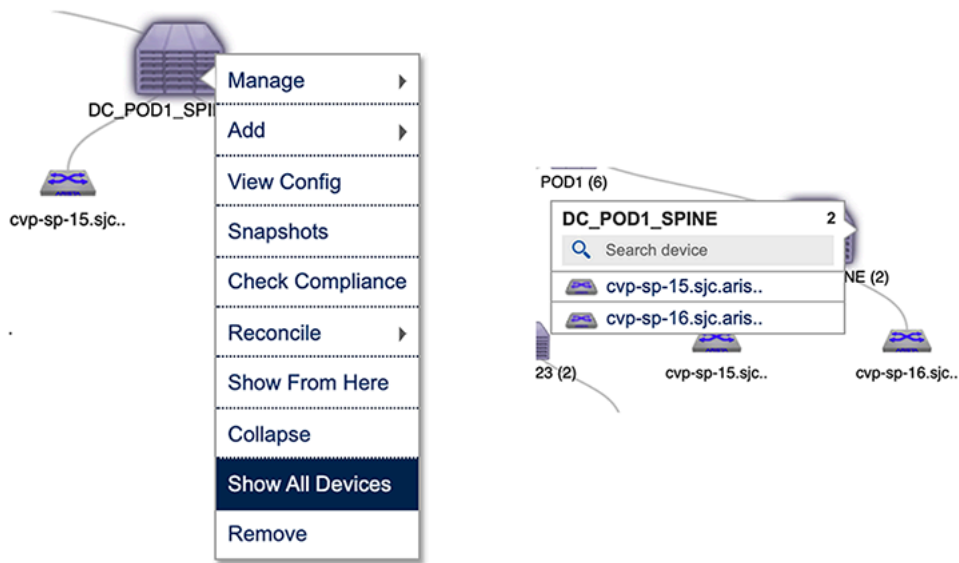 DC_POD1_SPI
cvp-sp-15.sjc..
Manage
Add
View Config
Snapshots
Check Compliance
Reconcile
Show From Here
Collapse
Show All Devices
Remove
POD1 (6)
DC_POD1_SPINE 2
Search device
cvp-sp-15.sjc.aris..
cvp-sp-16.sjc.aris..
NE (2)
23 (2)
cvp-sp-15.sjc..
cvp-sp-16.sjc..